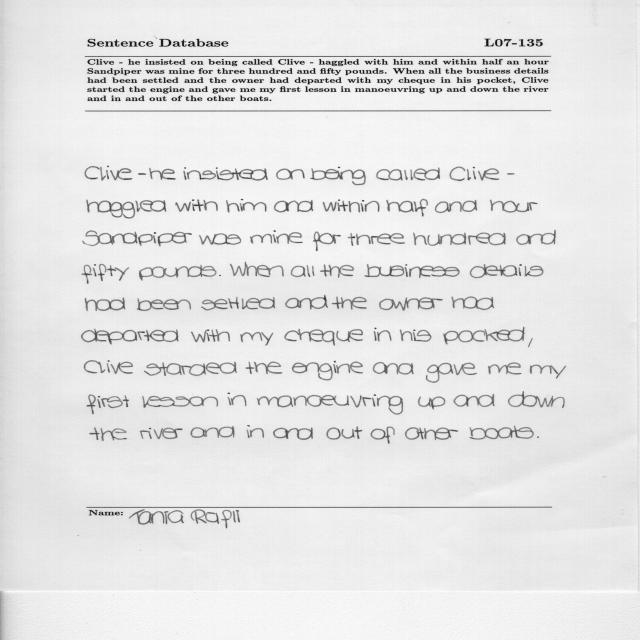 Sentence Database L07-135
Clive - he insisted on being called Clive - haggled with him and within half an hour
Sandpiper was mine for three hundred and fifty pounds. When all the business details
had been settled and the owner had departed with my cheque in his pocket, Clive
started the engine and gave me my first lesson in manoeuvring up and down the river
and in and out of the other boats.
Clive - he insisted on being called Clive -
haggled with him and within half and hour
Sandpiper was mine for three hundred and
fifty pounds. When all the business details
had been settled and the owner had
departed with my cheque in his pocked,
Clive starded the engine and gave me my
first lesson in manoeuvring up and down
the river and in and out of other boats.
Name: Tania Rafii